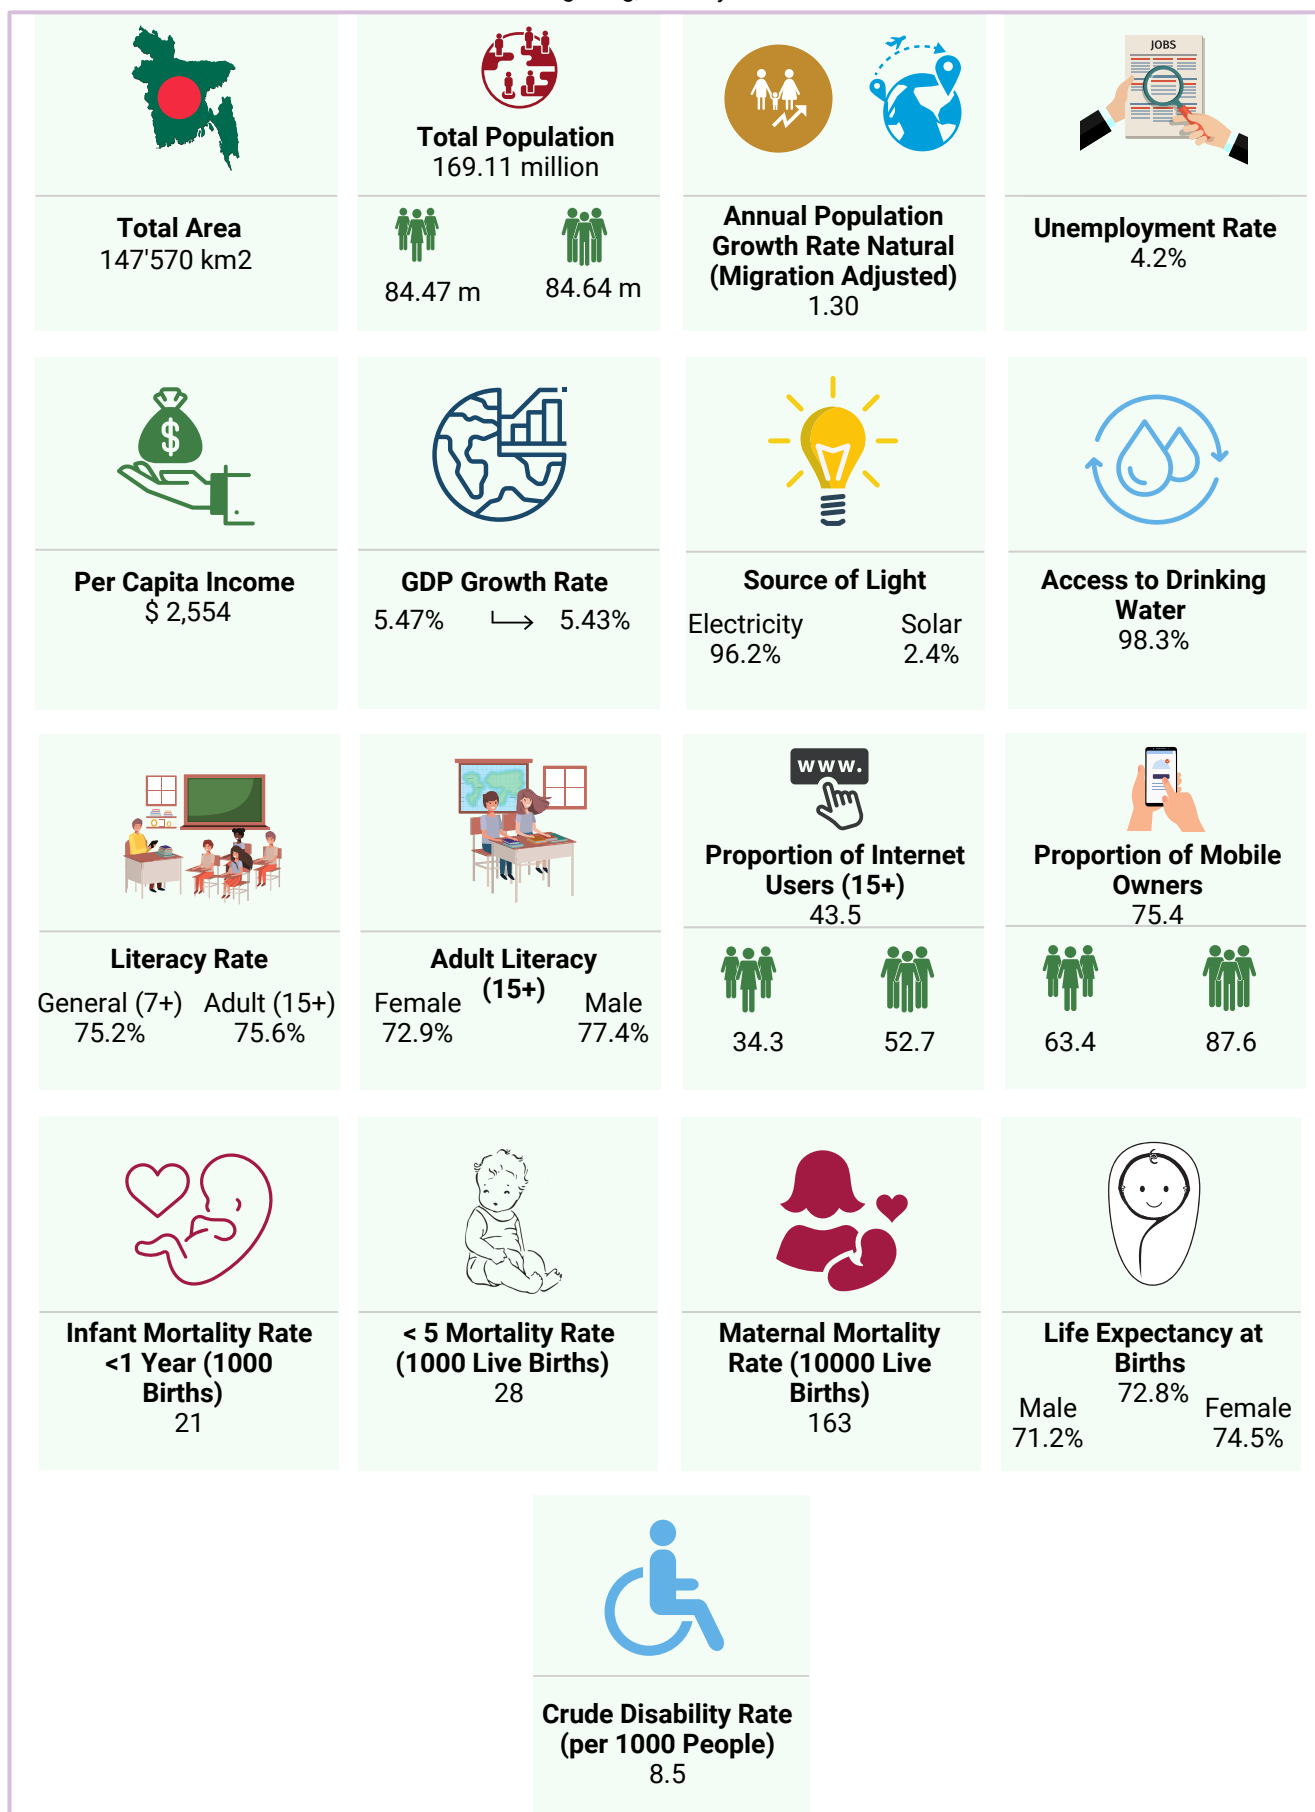 JOBS
Total Population
169.11 million
Total Area
147'570 km2
84.47 m
84.64 m
Annual Population
Growth Rate Natural
(Migration Adjusted)
1.30
Unemployment Rate
4.2%
$
Per Capita Income
$ 2,554
GDP Growth Rate
5.47%
5.43%
Source of Light
Electricity
96.2%
Solar
2.4%
Access to Drinking
Water
98.3%
Literacy Rate
General (7+)
75.2%
Adult (15+)
75.6%
Adult Literacy
(15+)
Female
72.9%
Male
77.4%
www.
Proportion of Internet
Users (15+)
43.5
34.3
52.7
Proportion of Mobile
Owners
75.4
63.4
87.6
Infant Mortality Rate
<1 Year (1000
Births)
21
< 5 Mortality Rate
(1000 Live Births)
28
Maternal Mortality
Rate (10000 Live
Births)
163
Life Expectancy at
Births
72.8%
Male
71.2%
Female
74.5%
Crude Disability Rate
(per 1000 People)
8.5